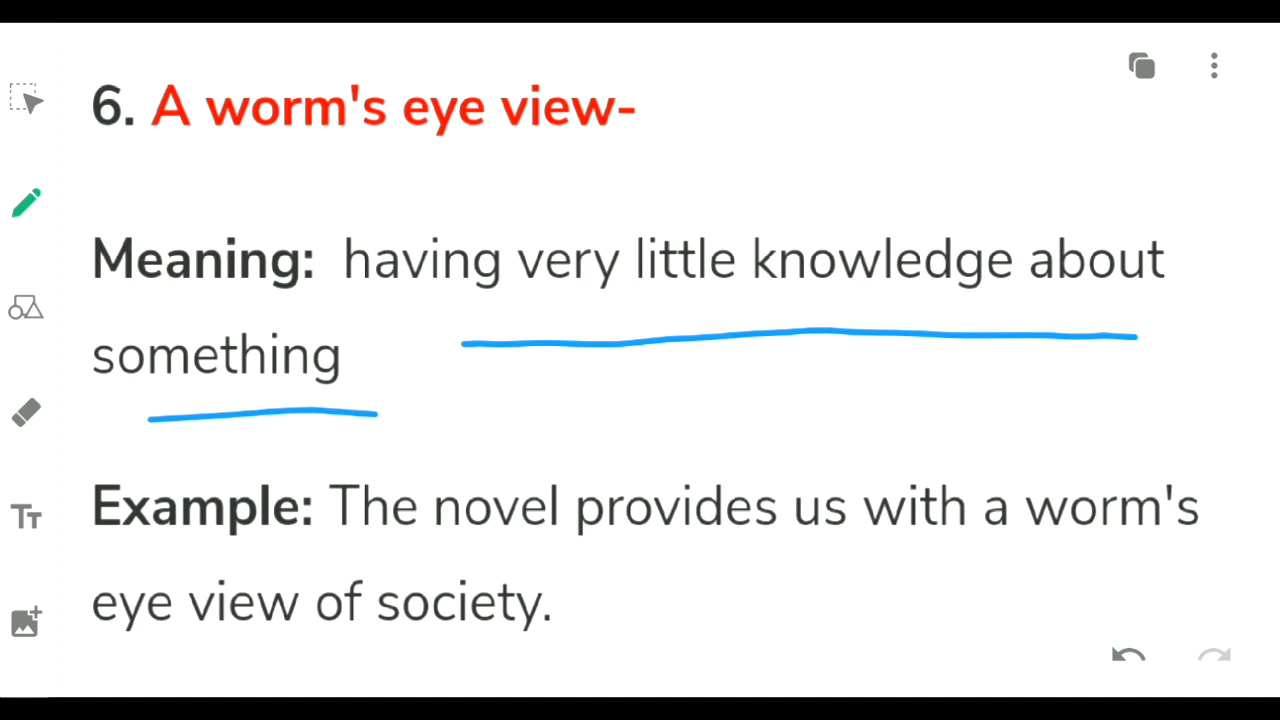 6. A worm's eye view-
Meaning: having very little knowledge about
something
Example: The novel provides us with a worm's
eye view of society.